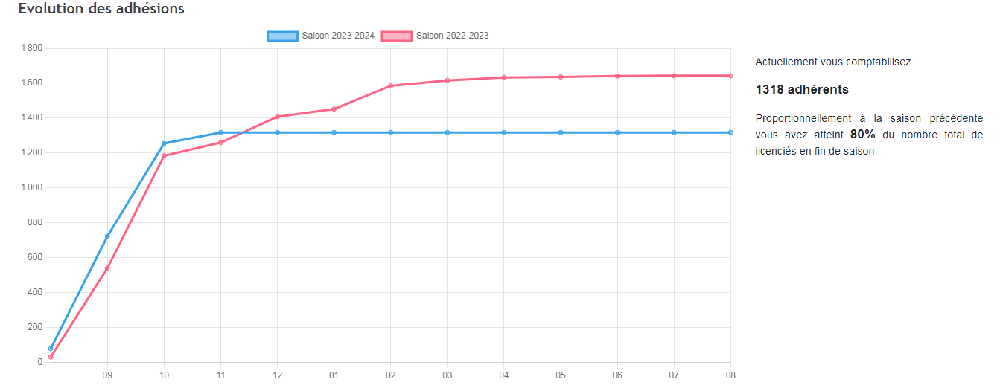 Evolution des adhésions
Saison 2023-2024 Saison 2022-2023
1 800
1 600
1 400
1 200
1 000
800
600
400
200
0
09 10 11 12 01 02 03 04 05 06 07 08
Actuellement vous comptabilisez
1318 adhérents
Proportionnellement à la saison précédente
vous avez atteint 80% du nombre total de
licenciés en fin de saison.